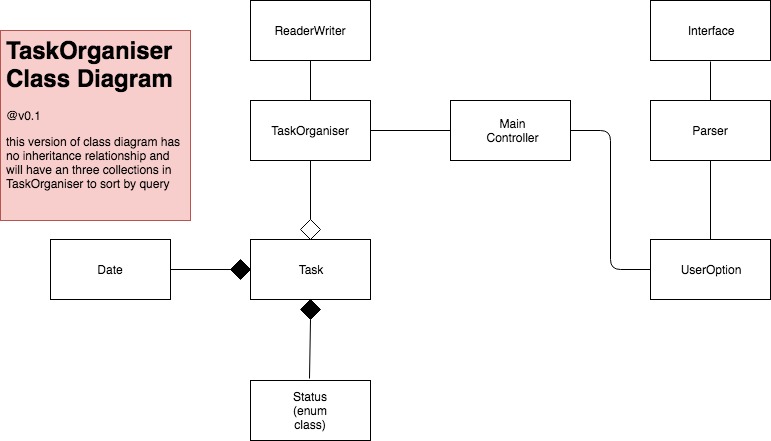 TaskOrganiser
Class Diagram
@v0.1
this version of class diagram has
no inheritance relationship and
will have an three collections in
TaskOrganiser to sort by query
ReaderWriter
Interface
TaskOrganiser
Main
Controller
Parser
Date
Task
UserOption
Status
(enum
class)